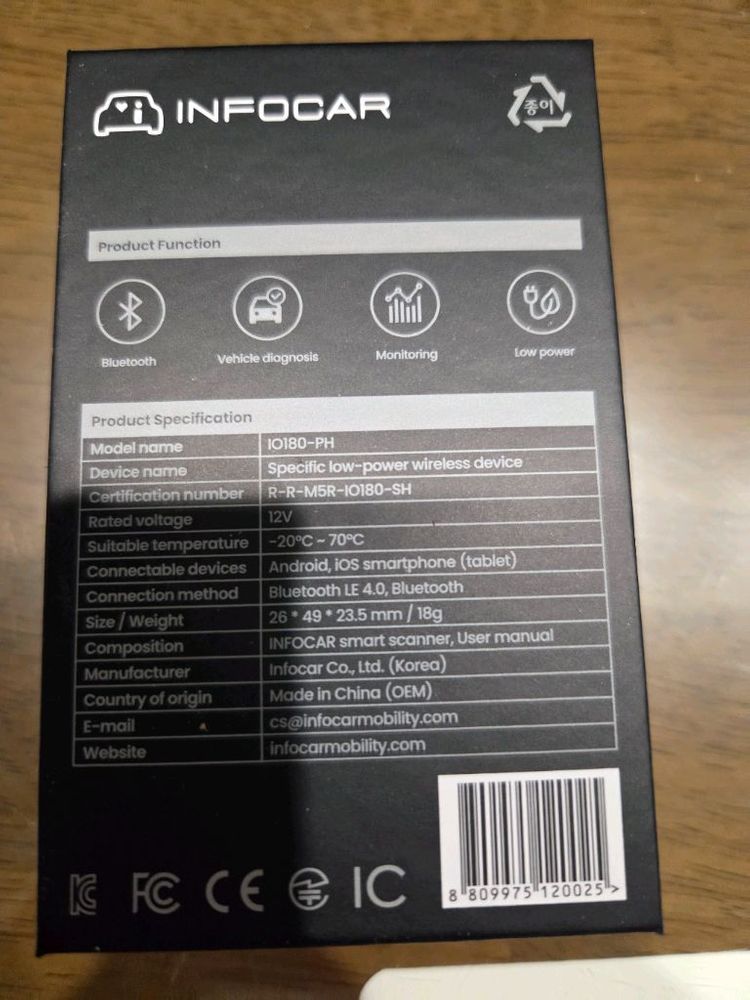 INFOCAR
종이
Product Function
Bluetooth
Vehicle diagnosis
Monitoring
Low power
Product Specification
Model name IO180-PH
Device name Specific low-power wireless device
Certification number R-R-M5R-IO180-SH
Rated voltage 12V
Suitable temperature -20°C ~ 70°C
Connectable devices Android, iOS smartphone (tablet)
Connection method Bluetooth LE 4.0, Bluetooth
Size / Weight 26 * 49 * 23.5 mm / 18g
Composition INFOCAR smart scanner, User manual
Manufacturer Infocar Co., Ltd. (Korea)
Country of origin Made in China (OEM)
E-mail cs@infocarmobility.com
Website infocarmobility.com
KC FC CE IC
8 809975 120025 >